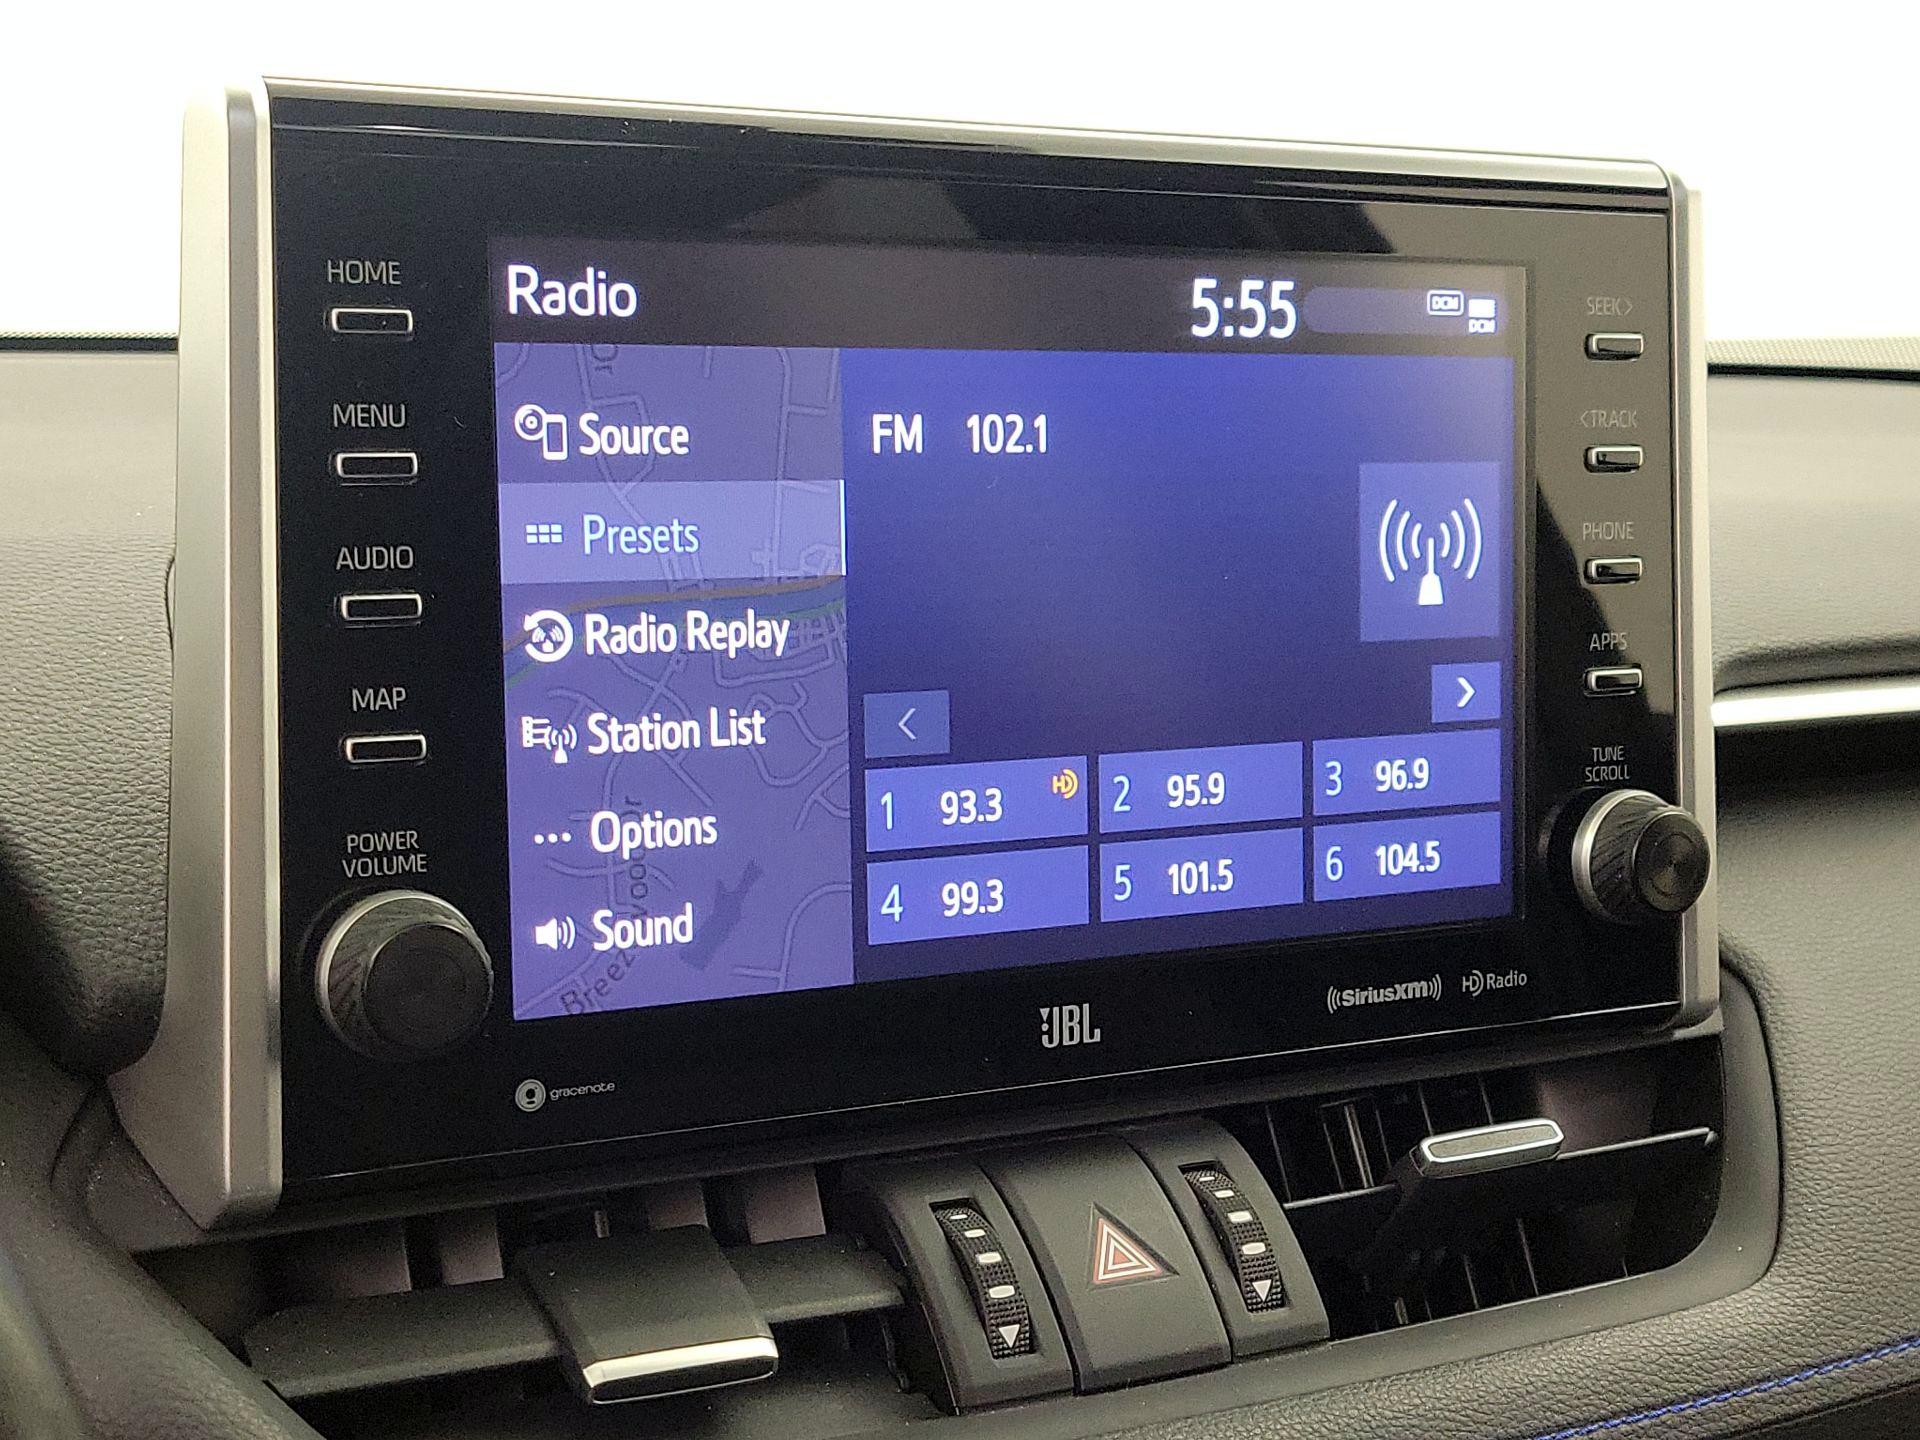 HOME
MENU
AUDIO
MAP
POWER
VOLUME
Radio
5:55
DCM
DCM
Source
Presets
Radio Replay
Station List
... Options
Sound
FM 102.1
<
>
1 93.3 HD
2 95.9
3 96.9
4 99.3
5 101.5
6 104.5
SEEK>
<TRACK
PHONE
APPS
TUNE
SCROLL
gracenote
JBL
((SiriusXM))
HD Radio